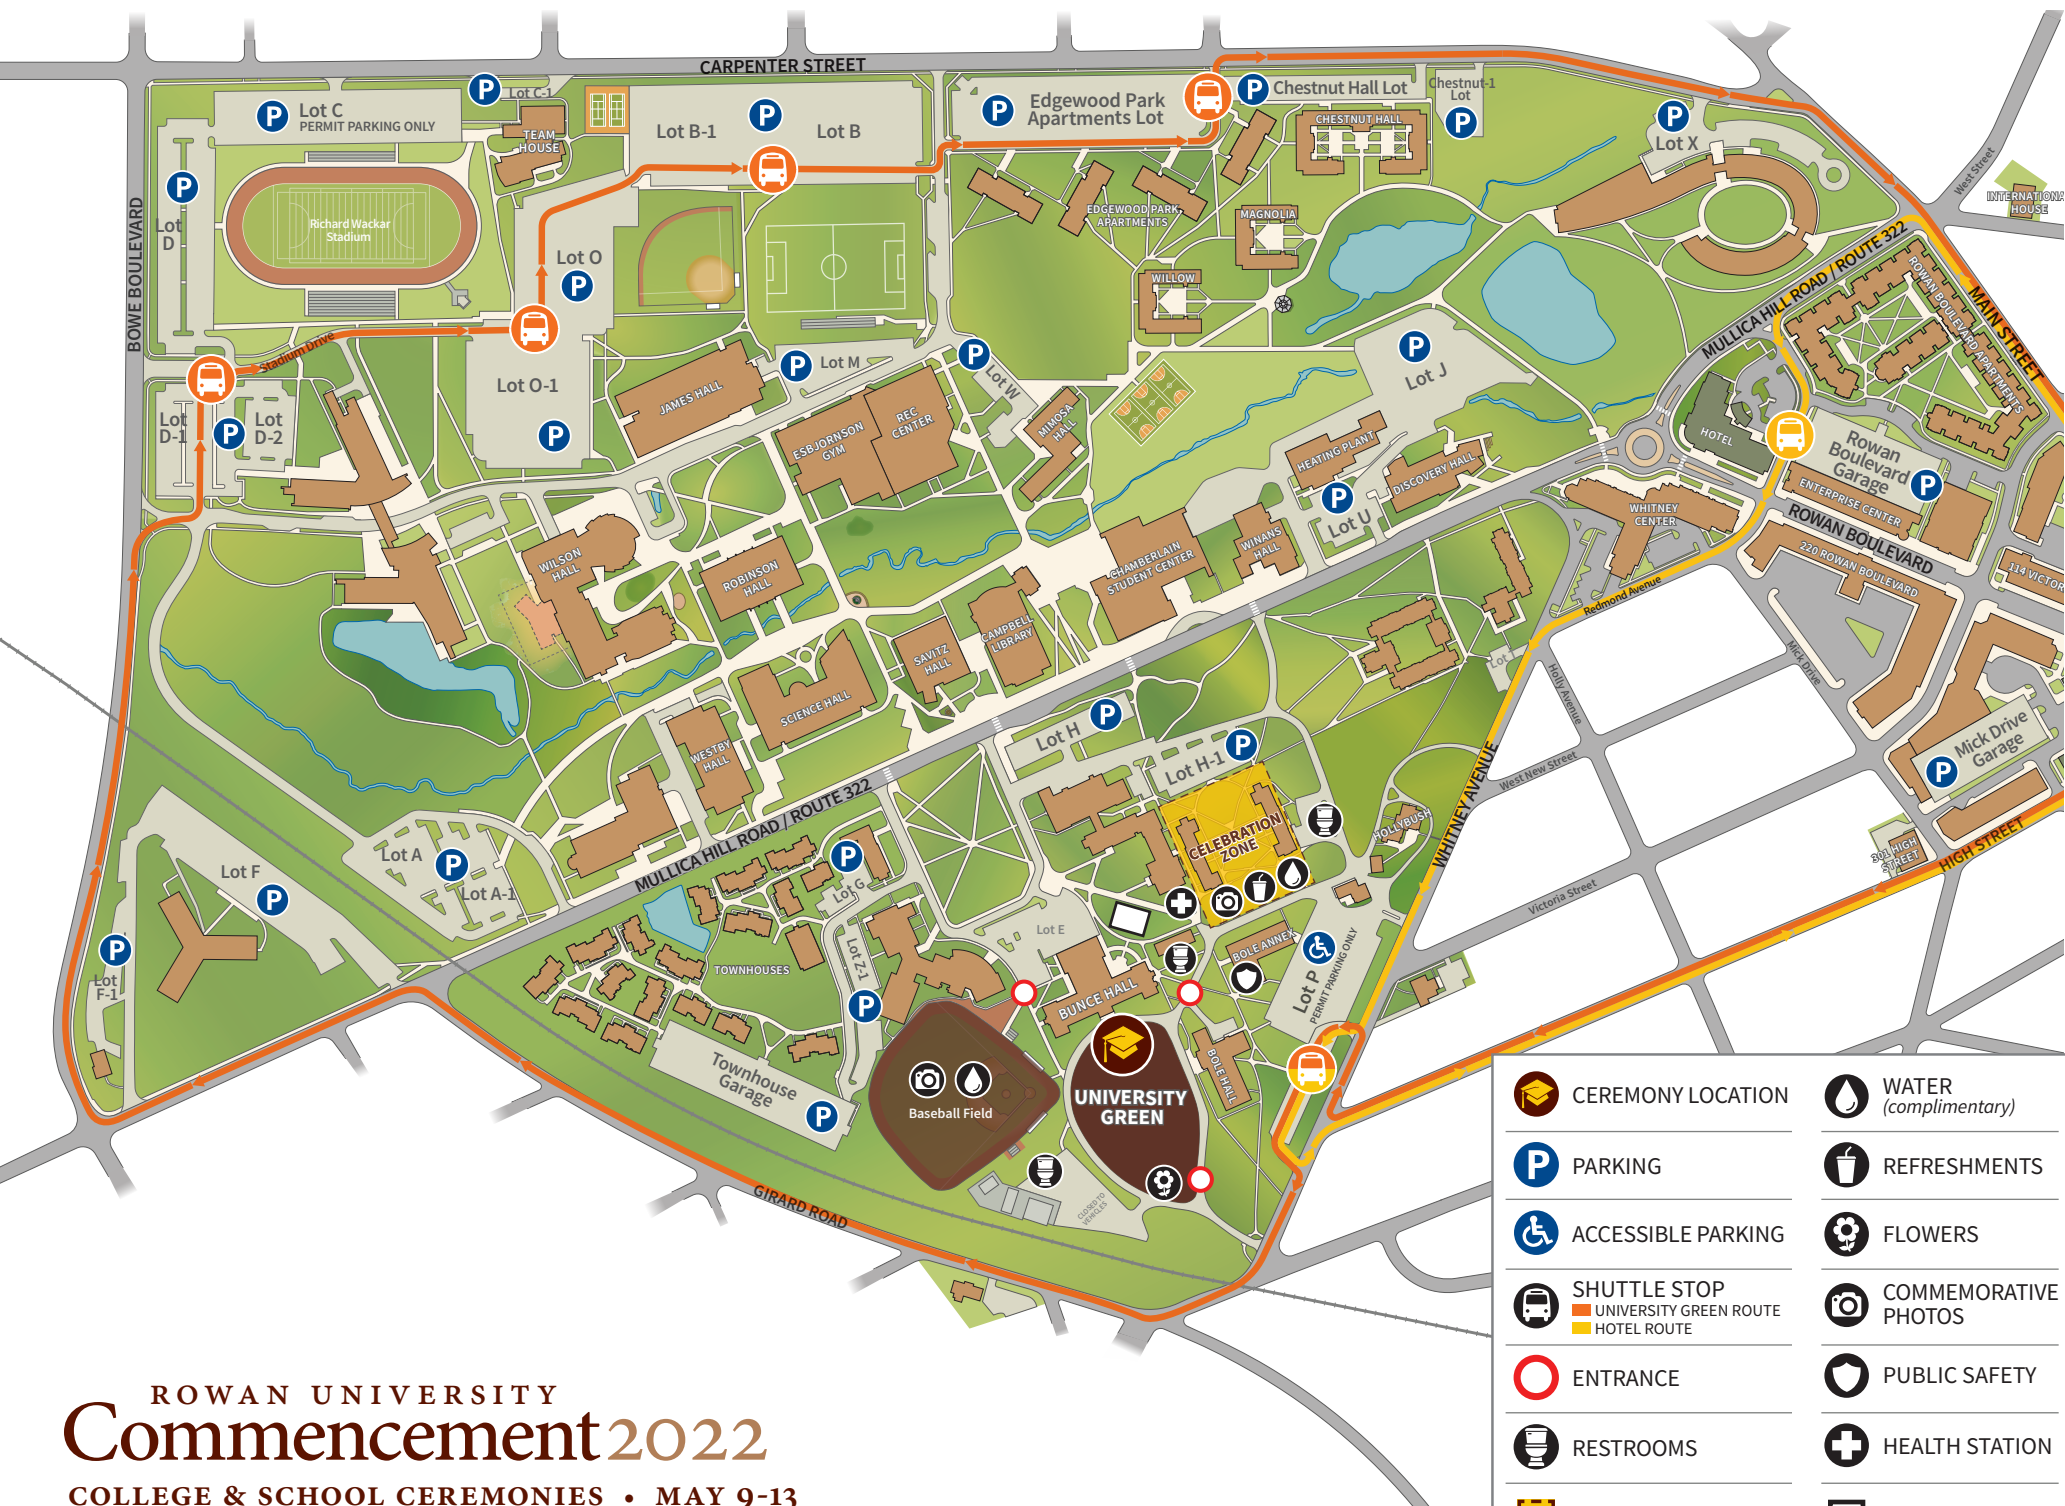 CARPENTER STREET
Lot C
PERMIT PARKING ONLY
Lot C-1
TEAM
HOUSE
Lot B-1
Lot B
Edgewood Park
Apartments Lot
Chestnut Hall Lot
Chestnut-1
Lot
CHESTNUT HALL
Lot X
West Street
INTERNATIONA
HOUSE
BOWE BOULEVARD
Lot
D
Richard Wackar
Stadium
Lot O
EDGEWOOD PARK
APARTMENTS
MAGNOLIA
WILLOW
MULLICA HILL ROAD / ROUTE 322
ROWAN BOULEVARD APARTMENTS
MAIN STREET
Stadium Drive
Lot O-1
JAMES HALL
Lot M
Lot W
Lot J
Lot
D-1
Lot
D-2
ESBJORNSON
GYM
REC
CENTER
MIMOSA
HALL
HEATING PLANT
DISCOVERY HALL
HOTEL
Rowan
Boulevard
Garage
ENTERPRISE CENTER
WHITNEY
CENTER
ROWAN BOULEVARD
220 ROWAN BOULEVARD
114 VICTOR
Lot U
WILSON
HALL
ROBINSON
HALL
CHAMBERLAIN
STUDENT CENTER
WINANS
HALL
Redmond Avenue
CAMPBELL
LIBRARY
SAVITZ
HALL
SCIENCE HALL
WESTBY
HALL
Lot
Holly Avenue
Mick Drive
Mick Drive
Garage
Lot H
Lot H-1
West New Street
WHITNEY AVENUE
MULLICA HILL ROAD / ROUTE 322
CELEBRATION
ZONE
HOLLYBUSH
301 HIGH
STREET
HIGH STREET
Victoria Street
Lot A
Lot A-1
Lot F
Lot
F-1
Lot G
Lot Z-1
TOWNHOUSES
Lot E
BUNCE HALL
BOLE ANNEX
Lot P
PERMIT PARKING ONLY
BOLE HALL
Townhouse
Garage
Baseball Field
UNIVERSITY
GREEN
CLOSED TO
VEHICLES
GIRARD ROAD
CEREMONY LOCATION
PARKING
ACCESSIBLE PARKING
SHUTTLE STOP
UNIVERSITY GREEN ROUTE
HOTEL ROUTE
ENTRANCE
RESTROOMS
WATER
(complimentary)
REFRESHMENTS
FLOWERS
COMMEMORATIVE
PHOTOS
PUBLIC SAFETY
HEALTH STATION
ROWAN UNIVERSITY
Commencement 2022
COLLEGE & SCHOOL CEREMONIES • MAY 9-13